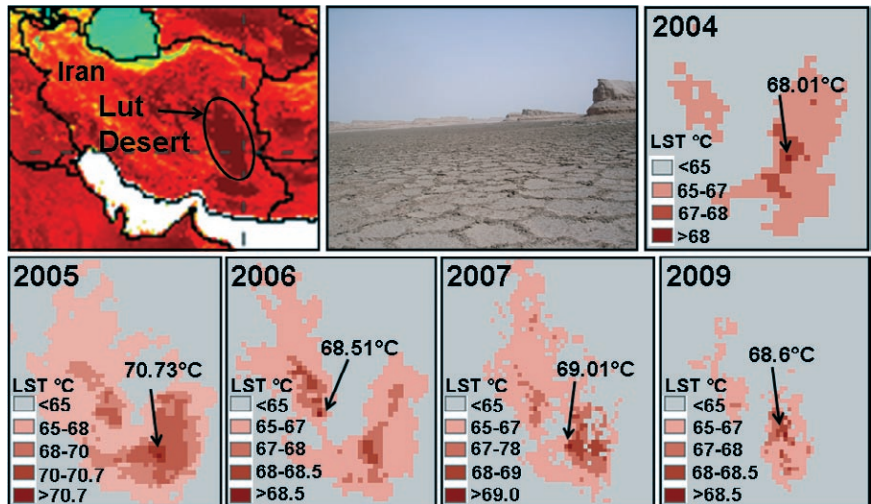 Iran
Lut
Desert
2004
68.01°C
LST °C
<65
65-67
67-68
>68
2005
70.73°C
LST °C
<65
65-68
68-70
70-70.7
>70.7
2006
68.51°C
LST °C
<65
65-67
67-68
68-68.5
>68.5
2007
69.01°C
LST °C
<65
65-67
67-78
68-69
>69.0
2009
68.6°C
LST °C
<65
65-67
67-68
68-68.5
>68.5